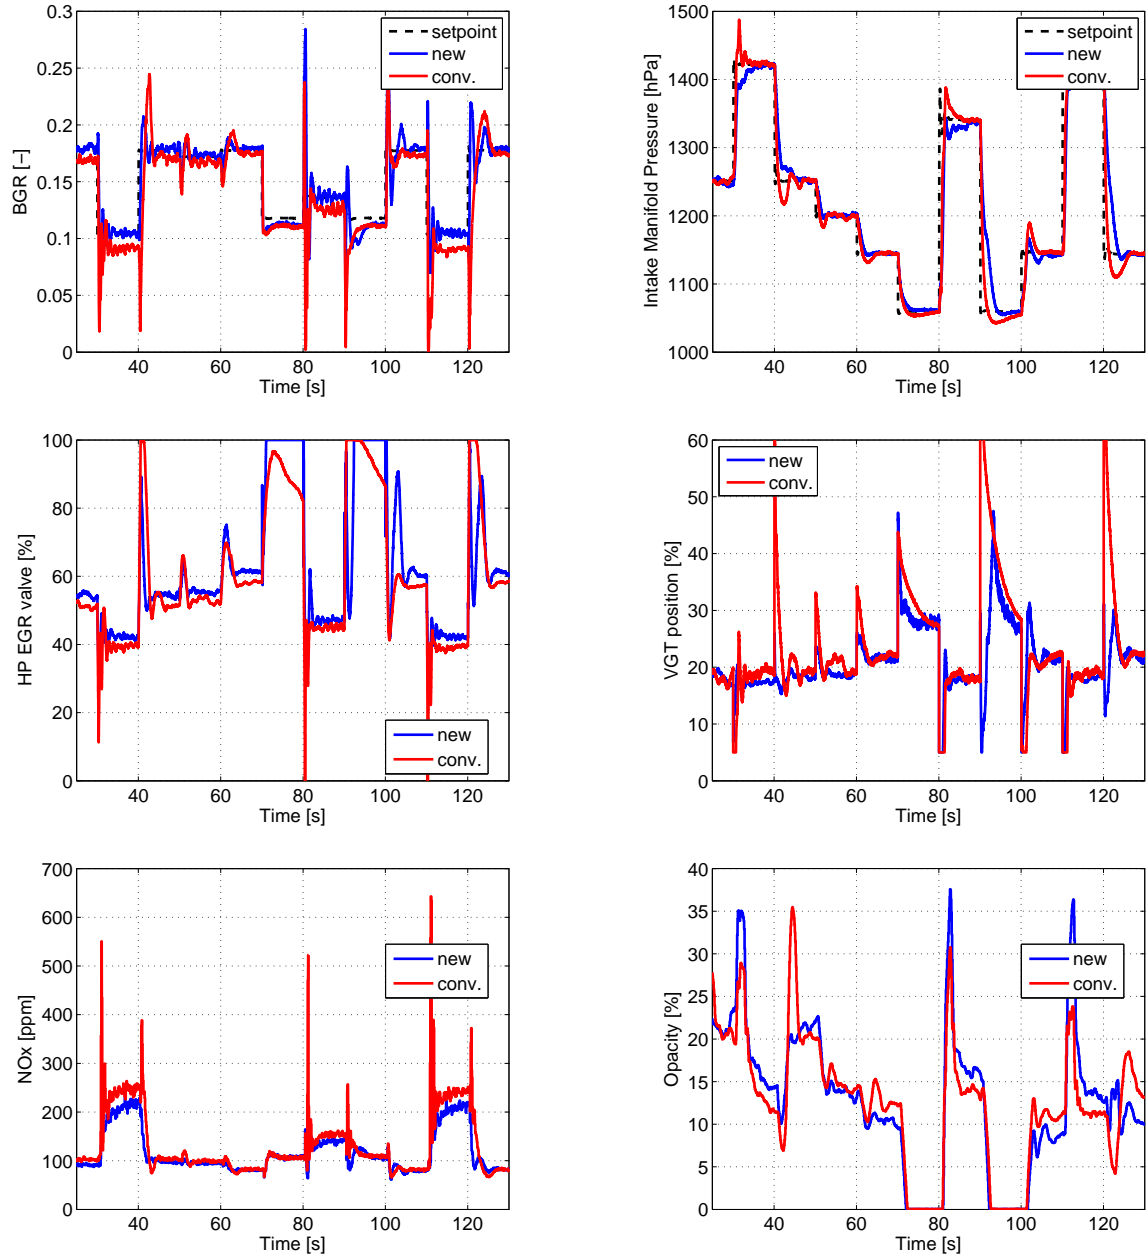 0.3
0.25
0.2
0.15
0.1
0.05
0
BGR [−]
setpoint
new
conv.
40 60 80 100 120
Time [s]
1500
1400
1300
1200
1100
1000
Intake Manifold Pressure [hPa]
setpoint
new
conv.
40 60 80 100 120
Time [s]
100
80
60
40
20
0
HP EGR valve [%]
new
conv.
40 60 80 100 120
Time [s]
60
50
40
30
20
10
0
VGT position [%]
new
conv.
40 60 80 100 120
Time [s]
700
600
500
400
300
200
100
0
NOx [ppm]
new
conv.
40 60 80 100 120
Time [s]
40
35
30
25
20
15
10
5
0
Opacity [%]
new
conv.
40 60 80 100 120
Time [s]